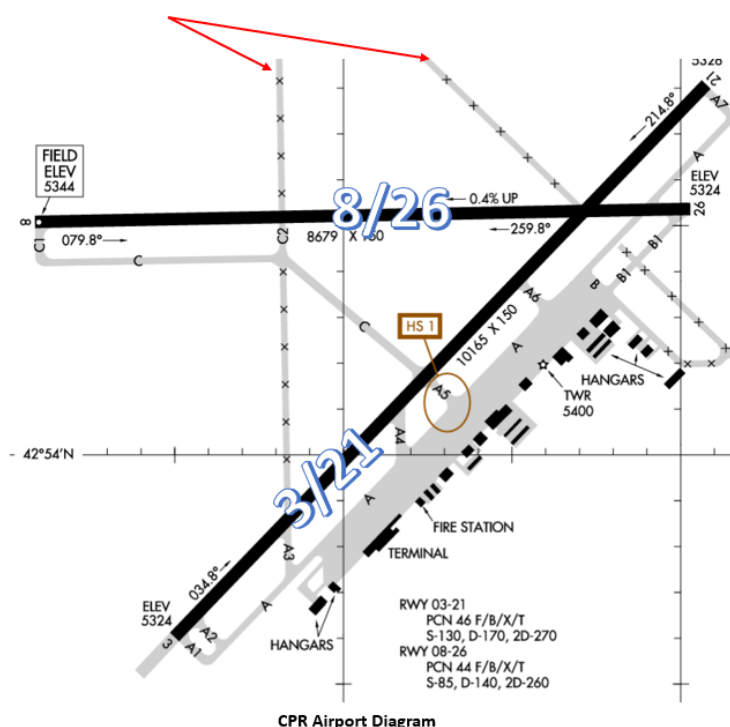 5328
21
A7
214.8°
A
FIELD
ELEV
5344
ELEV
5324
8/26
0.4% UP
26
8
C1
079.8°
C2
8679 X 150
259.8°
B1
C
B
B1
A6
C
HS 1
10165 X 150
A
A5
HANGARS
TWR
5400
A4
42°54'N
3/21
A
FIRE STATION
A3
TERMINAL
034.8°
ELEV
5324
A
A2
3
A1
HANGARS
RWY 03-21
PCN 46 F/B/X/T
S-130, D-170, 2D-270
RWY 08-26
PCN 44 F/B/X/T
S-85, D-140, 2D-260
CPR Airport Diagram